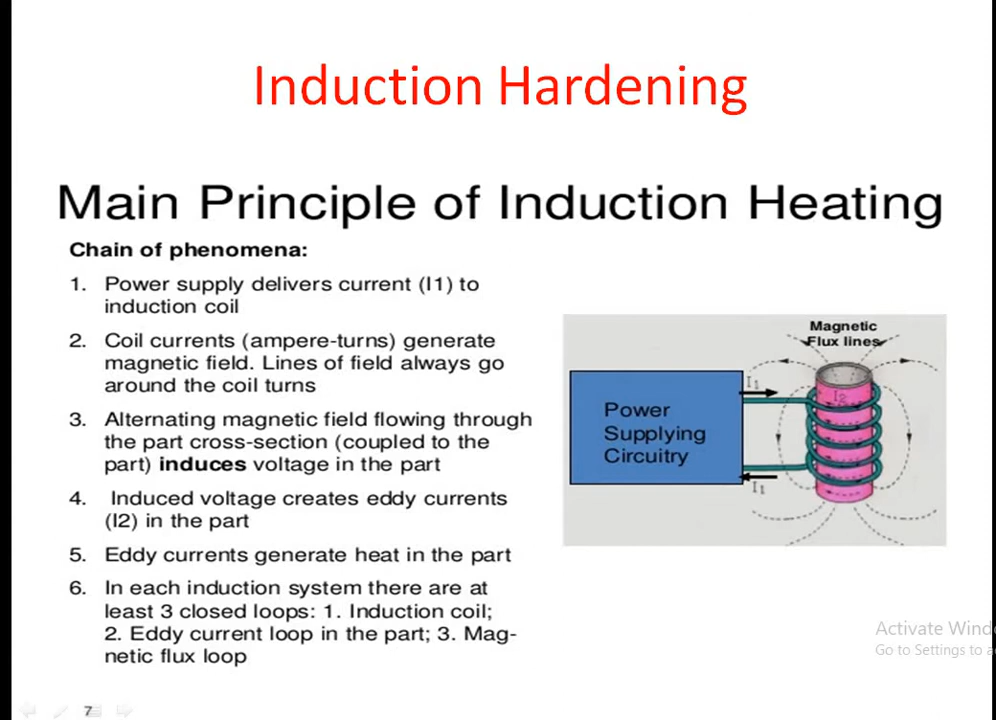 Induction Hardening
Main Principle of Induction Heating
Chain of phenomena:
1. Power supply delivers current (I1) to
induction coil
2. Coil currents (ampere-turns) generate
magnetic field. Lines of field always go
around the coil turns
3. Alternating magnetic field flowing through
the part cross-section (coupled to the
part) induces voltage in the part
4. Induced voltage creates eddy currents
(I2) in the part
5. Eddy currents generate heat in the part
6. In each induction system there are at
least 3 closed loops: 1. Induction coil;
2. Eddy current loop in the part; 3. Mag-
netic flux loop
Magnetic
Flux lines
I1
I2
Power
Supplying
Circuitry
I1
Activate Wind
Go to Settings to a
7